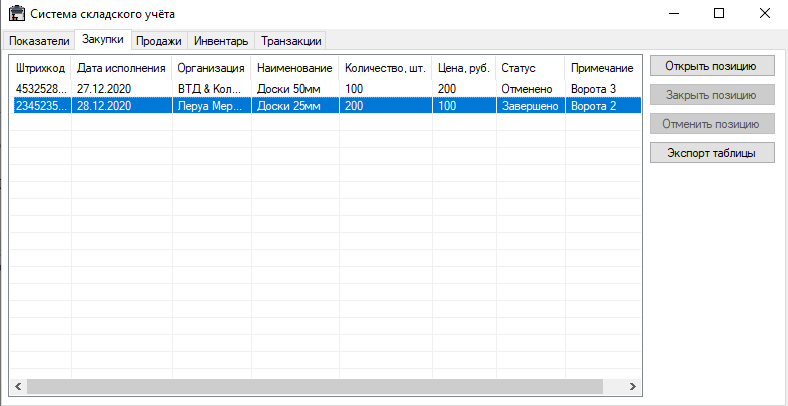 Система складского учёта
Показатели Закупки Продажи Инвентарь Транзакции
Штрихкод Дата исполнения Организация Наименование Количество, шт. Цена, руб. Статус Примечание
4532528... 27.12.2020 ВТД & Кол... Доски 50мм 100 200 Отменено Ворота 3
2345235... 28.12.2020 Леруа Мер... Доски 25мм 200 100 Завершено Ворота 2
Открыть позицию
Закрыть позицию
Отменить позицию
Экспорт таблицы